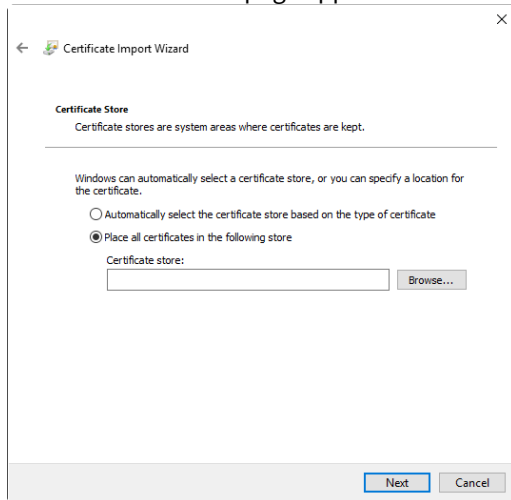 Certificate Import Wizard
Certificate Store
Certificate stores are system areas where certificates are kept.
Windows can automatically select a certificate store, or you can specify a location for
the certificate.
Automatically select the certificate store based on the type of certificate
Place all certificates in the following store
Certificate store:
Browse...
Next Cancel